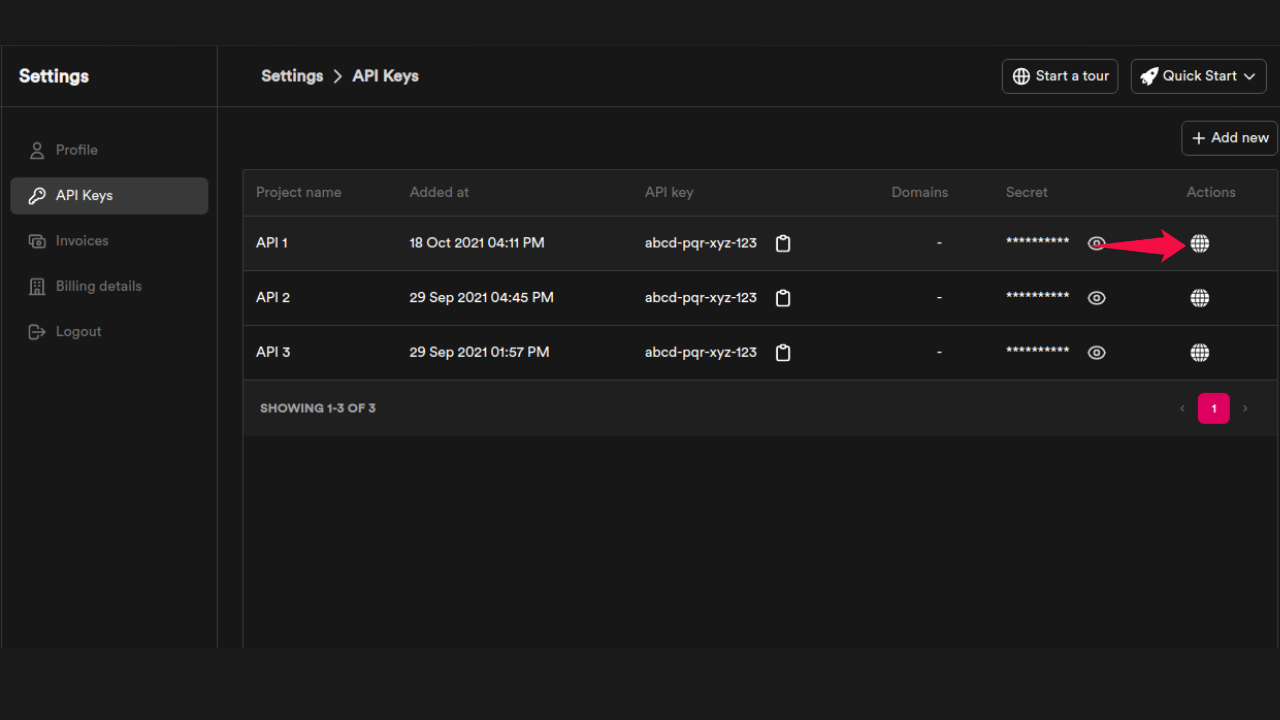 Settings
Settings > API Keys
Start a tour
Quick Start
Profile
API Keys
Invoices
Billing details
Logout
+ Add new
Project name Added at API key Domains Secret Actions
API 1 18 Oct 2021 04:11 PM abcd-pqr-xyz-123 - **********
API 2 29 Sep 2021 04:45 PM abcd-pqr-xyz-123 - **********
API 3 29 Sep 2021 01:57 PM abcd-pqr-xyz-123 - **********
SHOWING 1-3 OF 3
‹ 1 ›